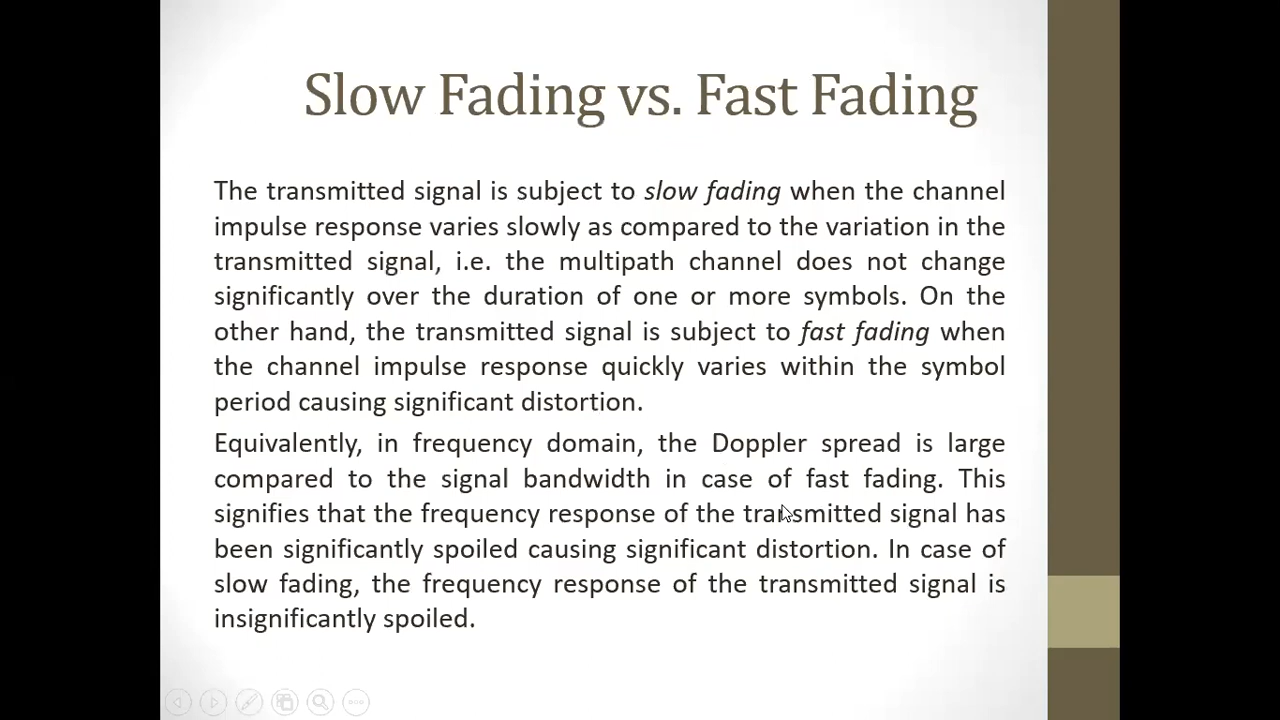 Slow Fading vs. Fast Fading
The transmitted signal is subject to slow fading when the channel
impulse response varies slowly as compared to the variation in the
transmitted signal, i.e. the multipath channel does not change
significantly over the duration of one or more symbols. On the
other hand, the transmitted signal is subject to fast fading when
the channel impulse response quickly varies within the symbol
period causing significant distortion.
Equivalently, in frequency domain, the Doppler spread is large
compared to the signal bandwidth in case of fast fading. This
signifies that the frequency response of the transmitted signal has
been significantly spoiled causing significant distortion. In case of
slow fading, the frequency response of the transmitted signal is
insignificantly spoiled.